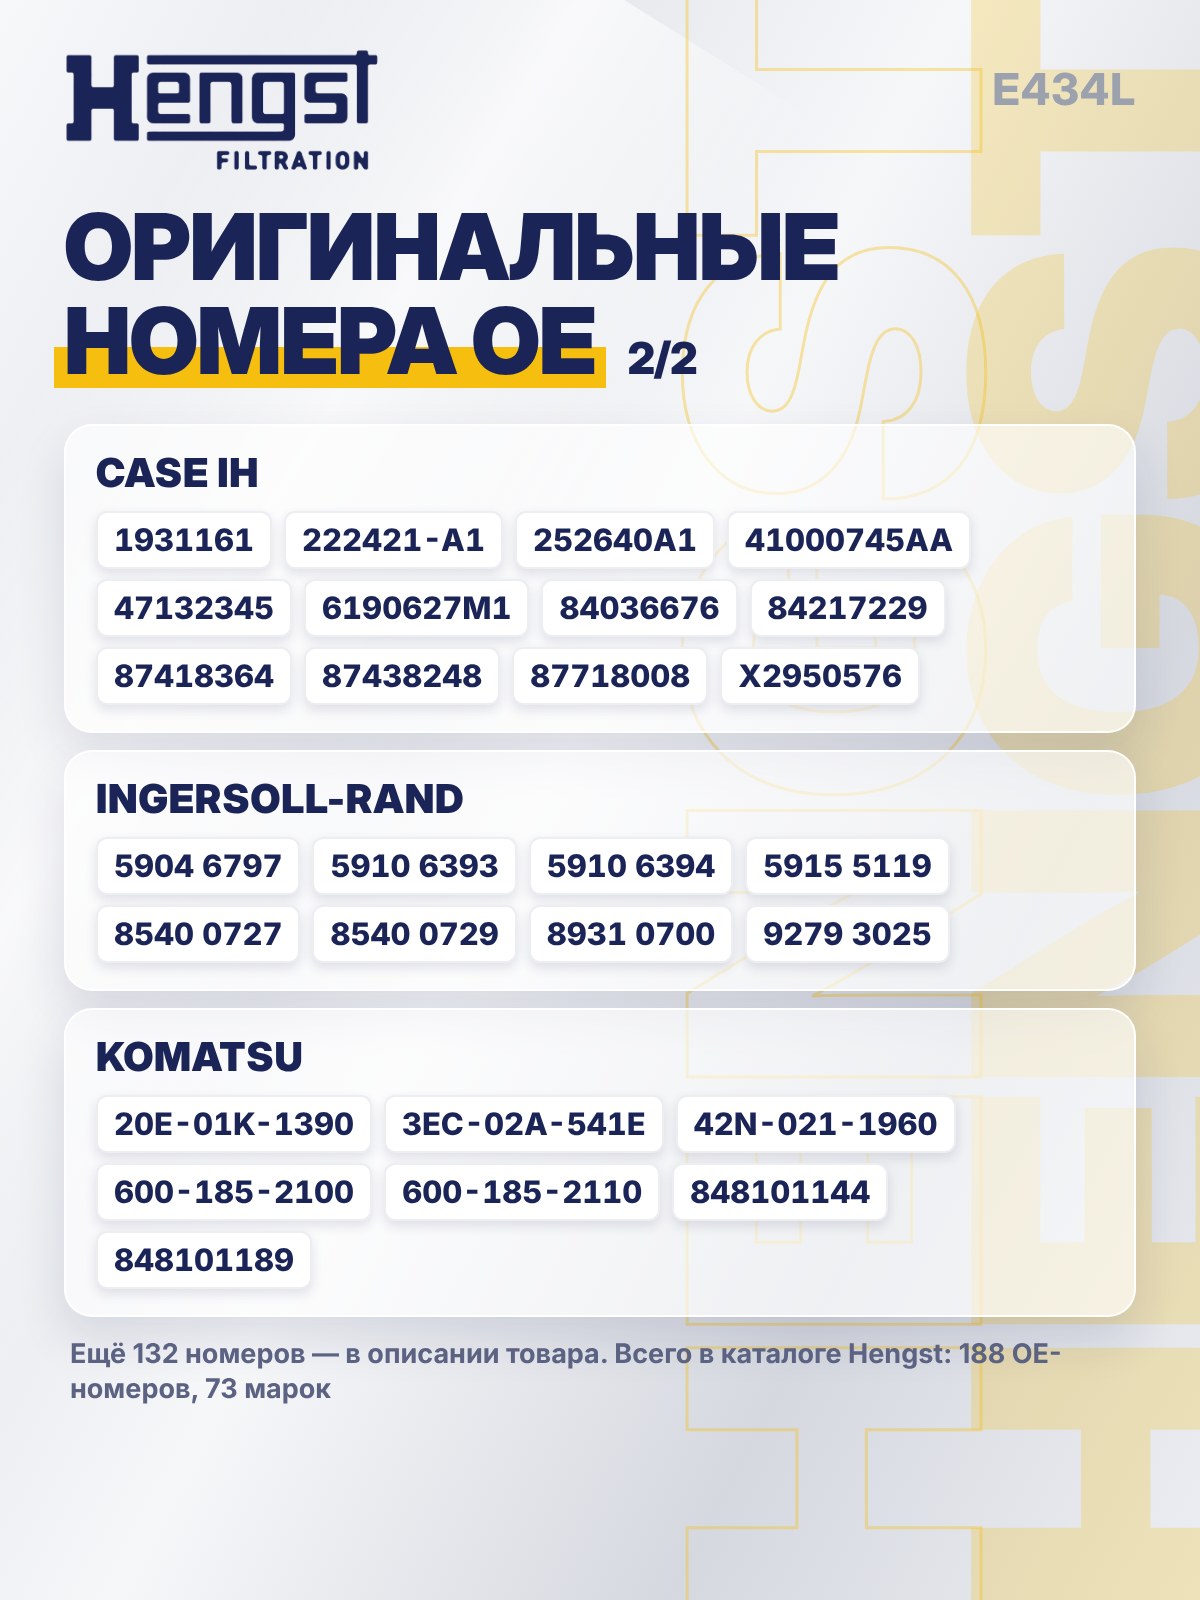 Hengst
FILTRATION
E434L
ОРИГИНАЛЬНЫЕ
НОМЕРА ОЕ 2/2
CASE IH
1931161 222421-A1 252640A1 41000745AA
47132345 6190627M1 84036676 84217229
87418364 87438248 87718008 X2950576
INGERSOLL-RAND
5904 6797 5910 6393 5910 6394 5915 5119
8540 0727 8540 0729 8931 0700 9279 3025
KOMATSU
20E-01K-1390 3EC-02A-541E 42N-021-1960
600-185-2100 600-185-2110 848101144
848101189
Ещё 132 номеров — в описании товара. Всего в каталоге Hengst: 188 OE-
номеров, 73 марок
HENGST
HENGST